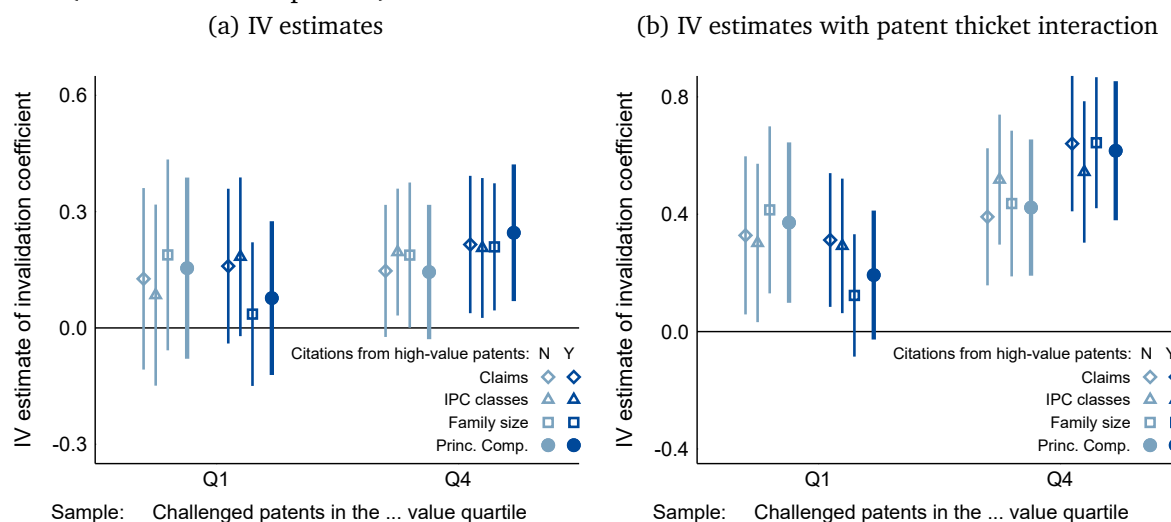 (a) IV estimates
(b) IV estimates with patent thicket interaction
IV estimate of invalidation coefficient
0.6
0.3
0.0
-0.3
Citations from high-value patents: N Y
Claims
IPC classes
Family size
Princ. Comp.
Q1 Q4
Sample: Challenged patents in the ... value quartile
IV estimate of invalidation coefficient
0.8
0.4
0.0
-0.4
Citations from high-value patents: N Y
Claims
IPC classes
Family size
Princ. Comp.
Q1 Q4
Sample: Challenged patents in the ... value quartile